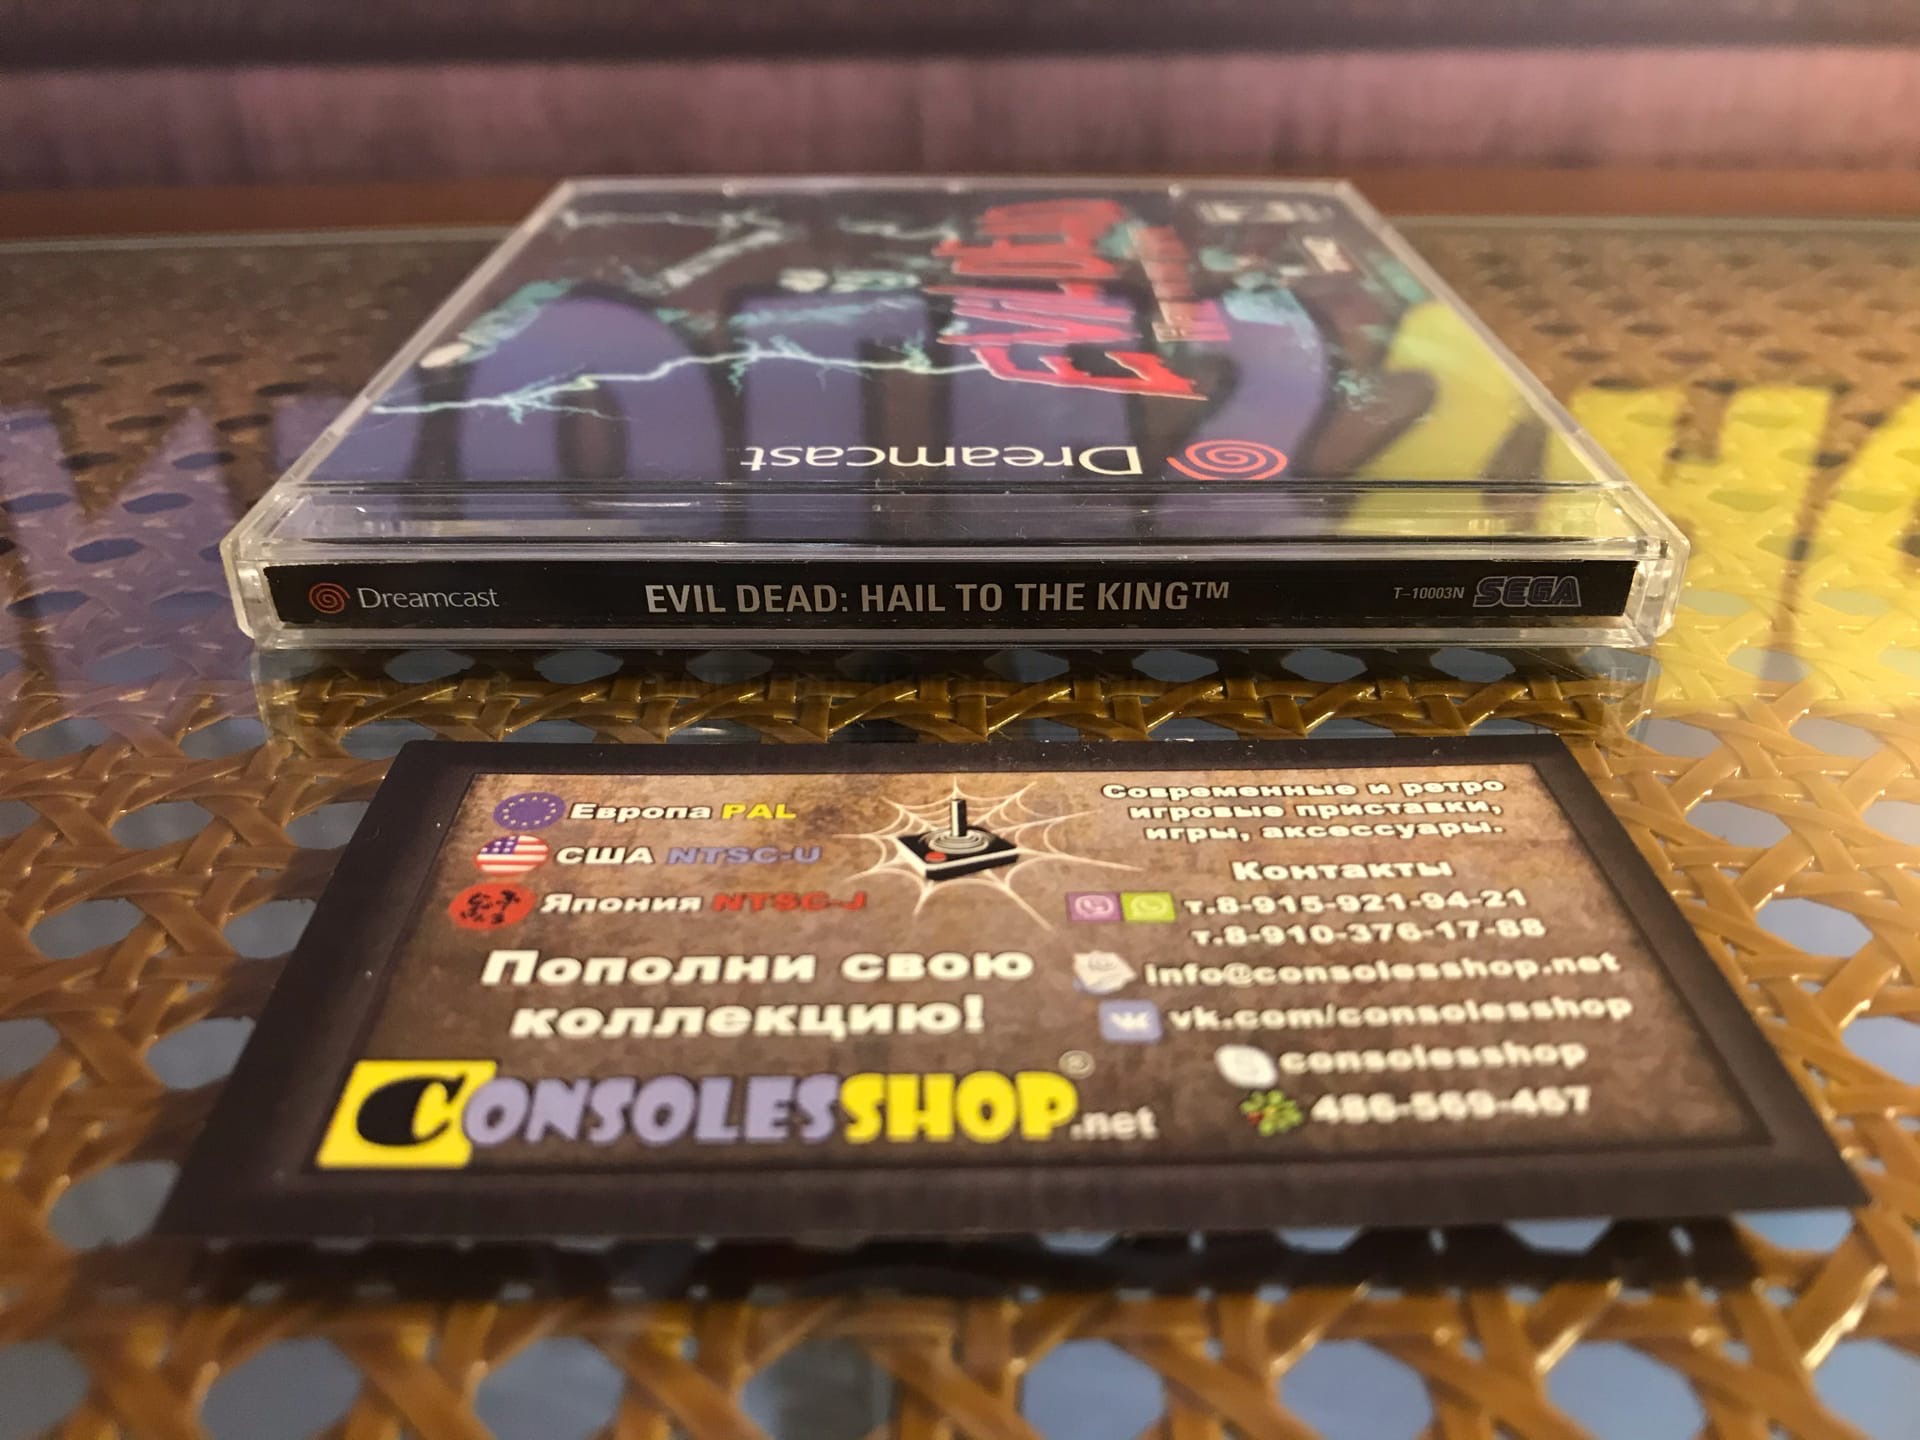 EVIL DEAD
Dreamcast
Dreamcast
EVIL DEAD: HAIL TO THE KING™
T-10003N
SEGA
Европа PAL
США NTSC-U
Япония NTSC-J
Пополни свою
коллекцию!
CONSOLESSHOP.net
®
Современные и ретро
игровые приставки,
игры, аксессуары.
Контакты
т.8-915-921-94-21
т.8-910-376-17-88
info@consolesshop.net
vk.com/consolesshop
consolesshop
486-569-467